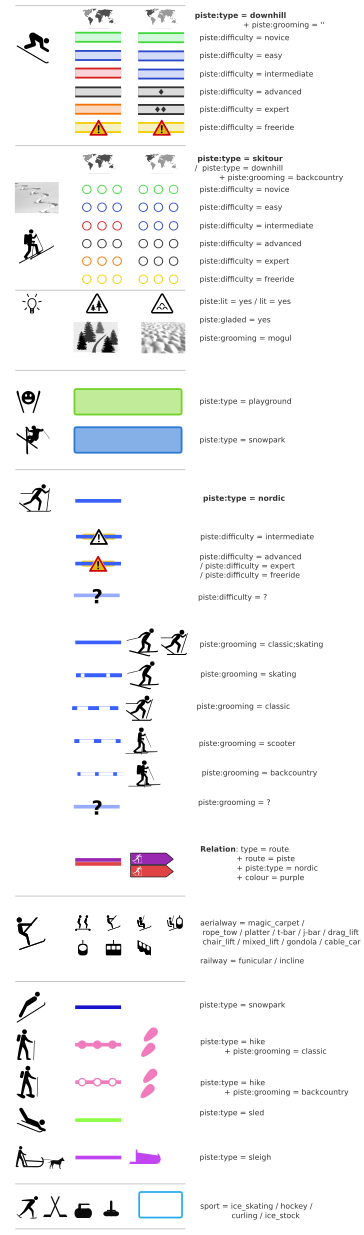 piste:type = downhill
+ piste:grooming = ''
piste:difficulty = novice
piste:difficulty = easy
piste:difficulty = intermediate
piste:difficulty = advanced
piste:difficulty = expert
piste:difficulty = freeride
piste:type = skitour
/ piste:type = downhill
+ piste:grooming = backcountry
piste:difficulty = novice
piste:difficulty = easy
piste:difficulty = intermediate
piste:difficulty = advanced
piste:difficulty = expert
piste:difficulty = freeride
piste:lit = yes / lit = yes
piste:gladed = yes
piste:grooming = mogul
piste:type = playground
piste:type = snowpark
piste:type = nordic
piste:difficulty = intermediate
piste:difficulty = advanced
/ piste:difficulty = expert
/ piste:difficulty = freeride
?
piste:difficulty = ?
piste:grooming = classic;skating
piste:grooming = skating
piste:grooming = classic
piste:grooming = scooter
piste:grooming = backcountry
?
piste:grooming = ?
Relation: type = route
+ route = piste
+ piste:type = nordic
+ colour = purple
aerialway = magic_carpet /
rope_tow / platter / t-bar / j-bar / drag_lift
chair_lift / mixed_lift / gondola / cable_car
railway = funicular / incline
piste:type = snowpark
piste:type = hike
+ piste:grooming = classic
piste:type = hike
+ piste:grooming = backcountry
piste:type = sled
piste:type = sleigh
sport = ice_skating / hockey /
curling / ice_stock